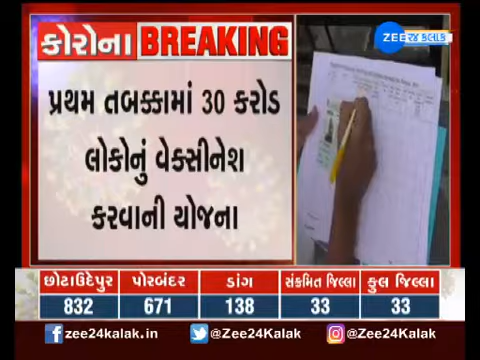 કોરોના BREAKING
ZEE ૨૪ કલાક
પ્રથમ તબક્કામાં 30 કરોડ
લોકોનું વેક્સીનેશ
કરવાની યોજના
છોટાઉદેપુર પોરબંદર ડાંગ સંક્રમિત જિલ્લા કુલ જિલ્લા
832 671 138 33 33
zee24kalak.in @Zee24Kalak @Zee24Kalak